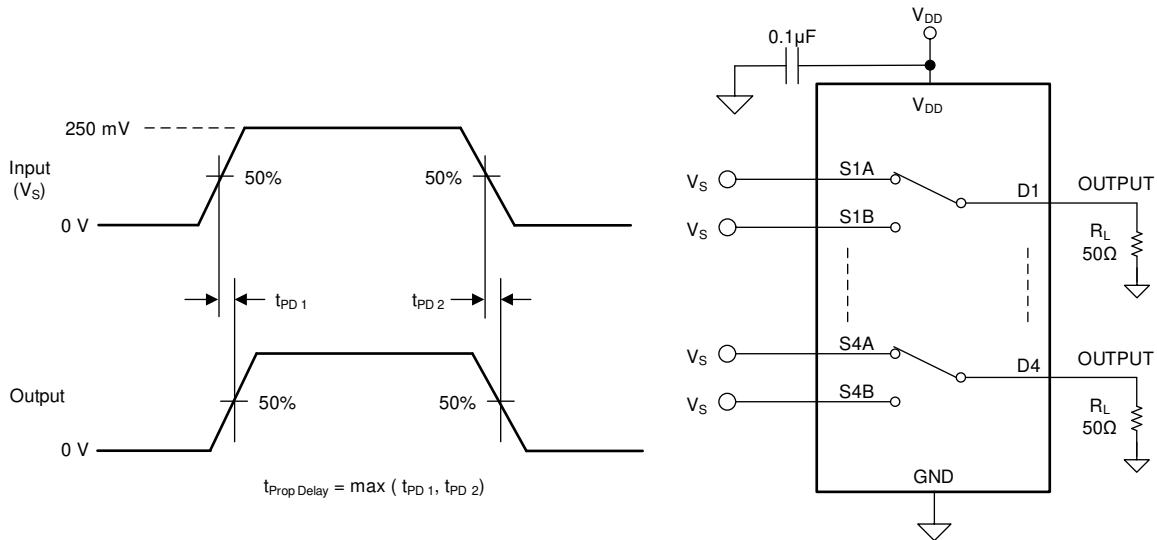 250 mV
Input
(VS)
0 V
50%
50%
tPD 1
tPD 2
Output
0 V
50%
50%
tProp Delay = max ( tPD 1, tPD 2)
VDD
0.1µF
VDD
VS
S1A
D1
OUTPUT
VS
S1B
RL
50Ω
VS
S4A
D4
OUTPUT
VS
S4B
RL
50Ω
GND